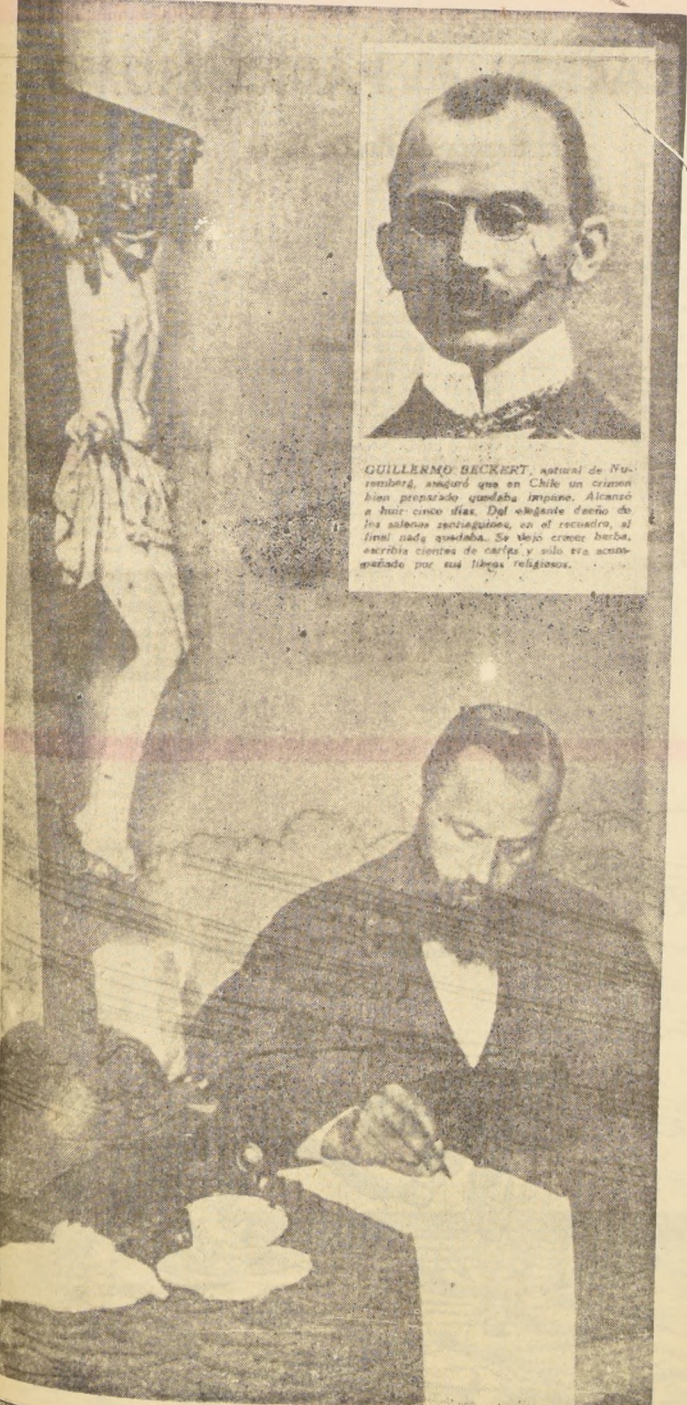 GUILLERMO BECKERT, natural de Nu-
remberg, aseguró que en Chile un crimen
bien preparado quedaba impune. Alcanzó
a huir cinco días. Del elegante dueño de
los salones santiaguinos, en el recuadro, al
final nada quedaba. Se dejó crecer barba,
escribía cientos de cartas y sólo era acom-
pañado por sus libros religiosos.